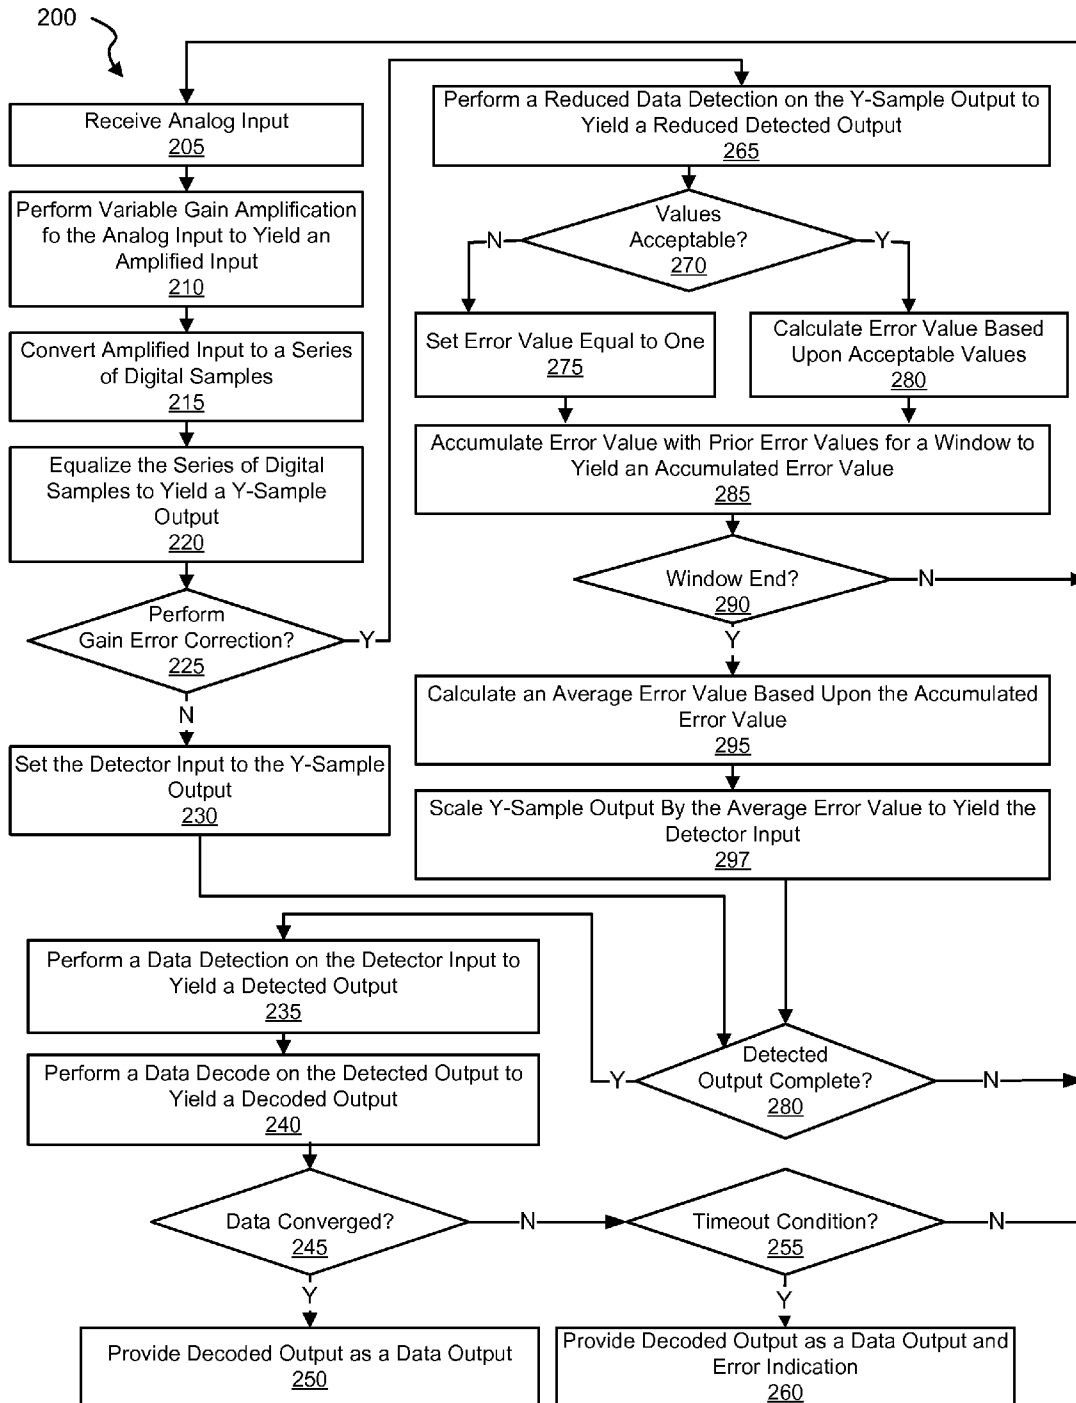 200
Receive Analog Input
205
Perform Variable Gain Amplification
fo the Analog Input to Yield an
Amplified Input
210
Convert Amplified Input to a Series
of Digital Samples
215
Equalize the Series of Digital
Samples to Yield a Y-Sample
Output
220
Perform
Gain Error Correction?
225
Y
N
Set the Detector Input to the Y-Sample
Output
230
Perform a Reduced Data Detection on the Y-Sample Output to
Yield a Reduced Detected Output
265
Values
Acceptable?
270
N
Y
Set Error Value Equal to One
275
Calculate Error Value Based
Upon Acceptable Values
280
Accumulate Error Value with Prior Error Values for a Window to
Yield an Accumulated Error Value
285
Window End?
290
N
Y
Calculate an Average Error Value Based Upon the Accumulated
Error Value
295
Scale Y-Sample Output By the Average Error Value to Yield the
Detector Input
297
Detected
Output Complete?
280
Y
N
Perform a Data Detection on the Detector Input to
Yield a Detected Output
235
Perform a Data Decode on the Detected Output to
Yield a Decoded Output
240
Data Converged?
245
N
Y
Timeout Condition?
255
N
Y
Provide Decoded Output as a Data Output
250
Provide Decoded Output as a Data Output and
Error Indication
260